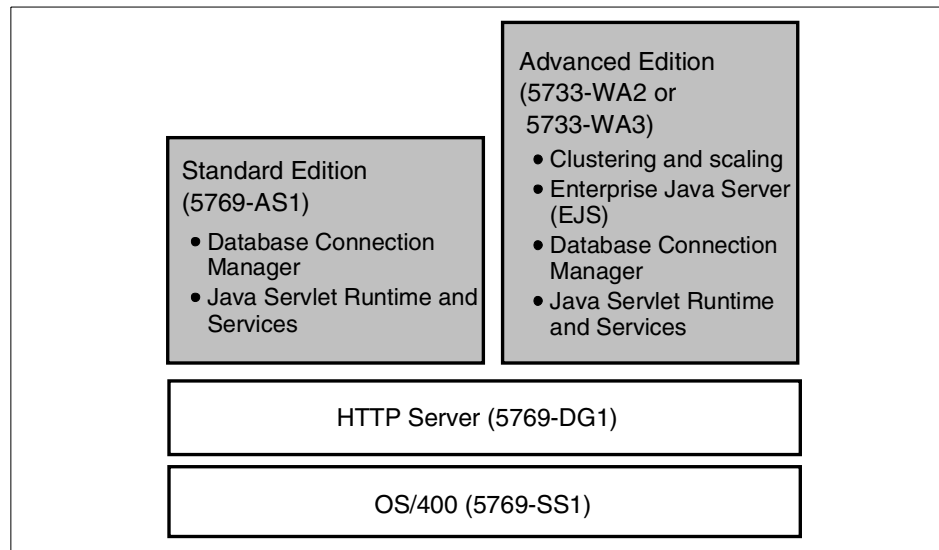 Standard Edition
(5769-AS1)
• Database Connection
Manager
• Java Servlet Runtime and
Services
Advanced Edition
(5733-WA2 or
5733-WA3)
• Clustering and scaling
• Enterprise Java Server
(EJS)
• Database Connection
Manager
• Java Servlet Runtime
and Services
HTTP Server (5769-DG1)
OS/400 (5769-SS1)